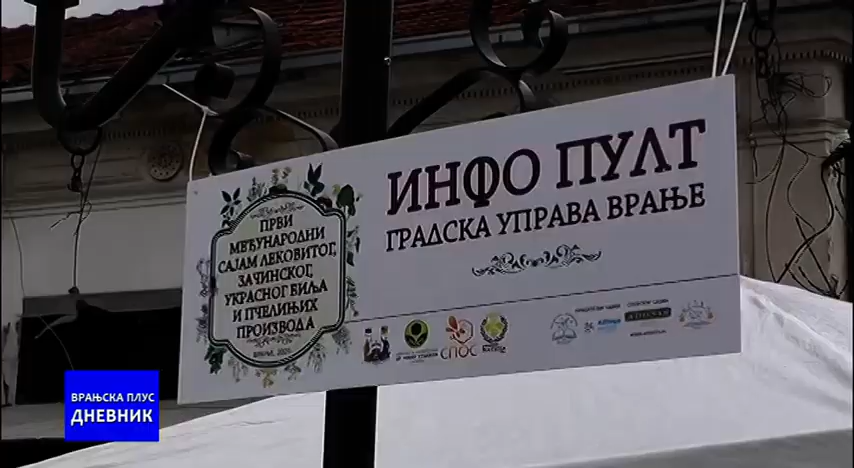 ПРВИ
МЕЂУНАРОДНИ
САЈАМ ЛЕКОВИТОГ,
ЗАЧИНСКОГ,
УКРАСНОГ БИЉА
И ПЧЕЛИЊИХ
ПРОИЗВОДА
ИНФО ПУЛТ
ГРАДСКА УПРАВА ВРАЊЕ
СПОС
ВРАЊСКА ПЛУС
ДНЕВНИК